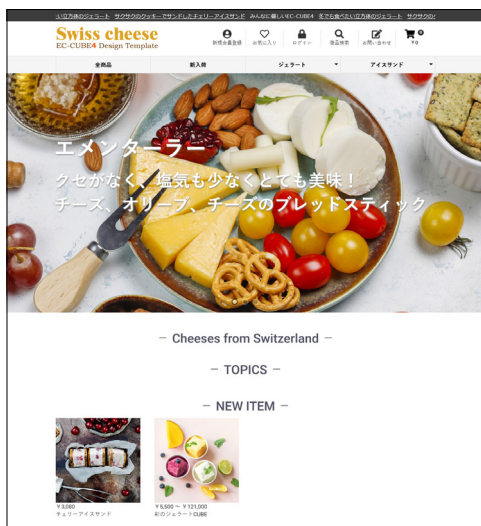 い立方体のジェラート サクサクのクッキーでサンドしたチェリーアイスサンド みんなに優しいEC-CUBE4 冬でも食べたい立方体のジェラート サクサクのク
Swiss cheese
EC-CUBE4 Design Template
新規会員登録 お気に入り ログイン 商品検索 お問い合わせ 0 ￥0
全商品 新入荷 ジェラート アイスサンド
エメンターラー
クセがなく、塩気も少なくとても美味！
チーズ、オリーブ、チーズのブレッドスティック
− Cheeses from Switzerland −
− TOPICS −
− NEW ITEM −
￥3,080 ￥5,500 ～ ￥121,000
チェリーアイスサンド 彩のジェラートCUBE